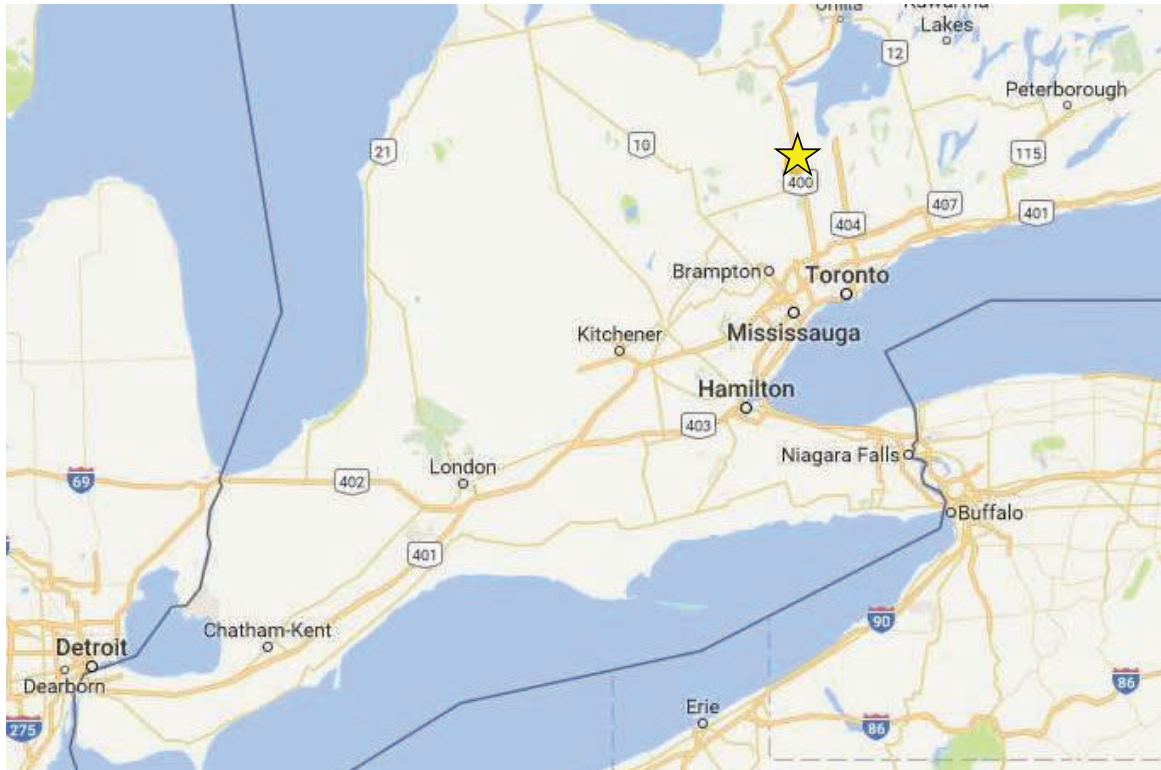 Lakes
12
Peterborough
21
10
115
400
407
401
404
Brampton
Toronto
Mississauga
Kitchener
Hamilton
403
Niagara Falls
London
69
402
Buffalo
401
90
Chatham-Kent
Detroit
Dearborn
86
Erie
275
86